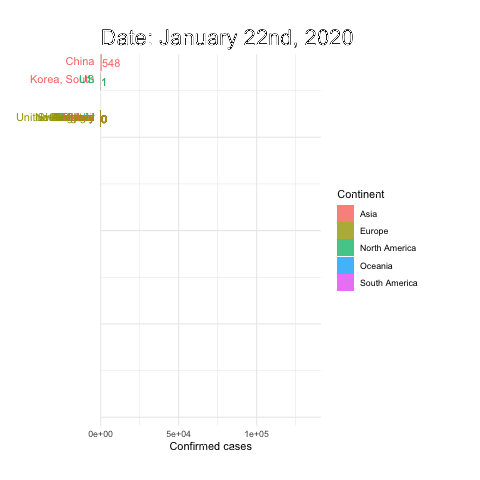 Date: January 22nd, 2020
China 548
Korea, South US 1
0
Continent
Asia
Europe
North America
Oceania
South America
0e+00 5e+04 1e+05
Confirmed cases